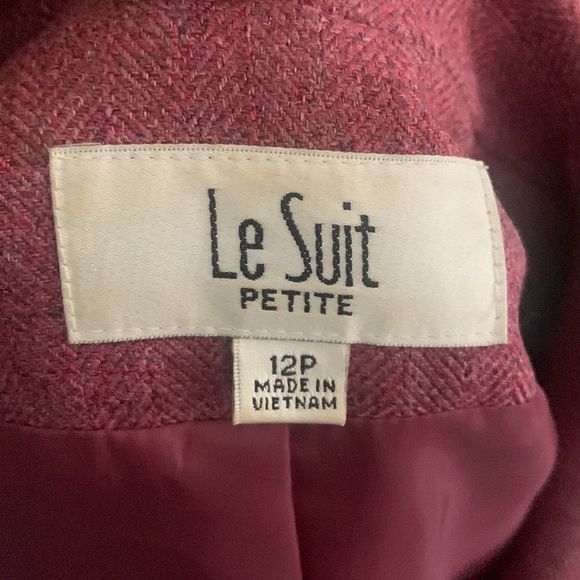 Le Suit
PETITE
12P
MADE IN
VIETNAM